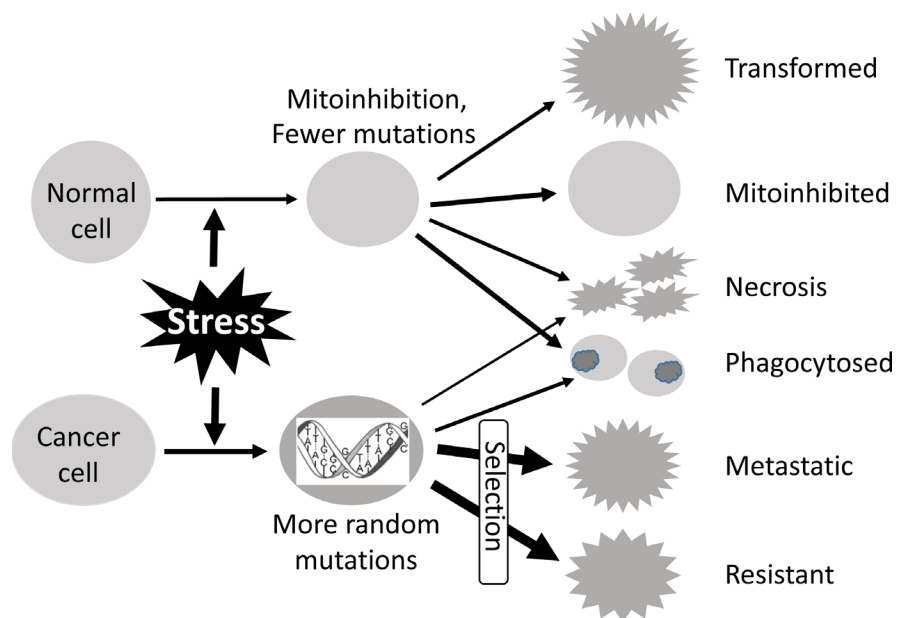 Transformed
Mitoinhibition,
Fewer mutations
Normal
cell
Mitoinhibited
Necrosis
Stress
Phagocytosed
Cancer
cell
Selection
Metastatic
More random
mutations
Resistant